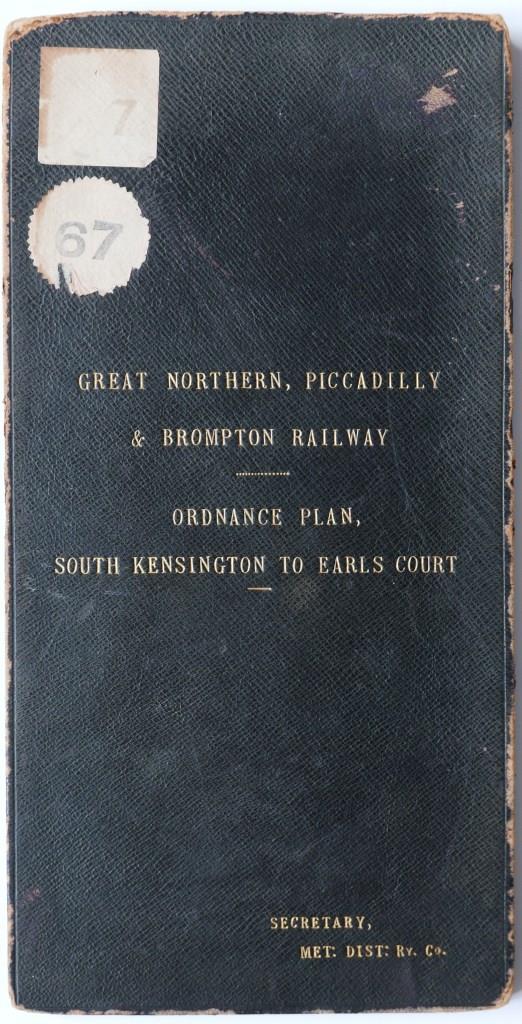 7
67
GREAT NORTHERN, PICCADILLY
& BROMPTON RAILWAY
ORDNANCE PLAN,
SOUTH KENSINGTON TO EARLS COURT
SECRETARY,
MET: DIST: RY. CO.